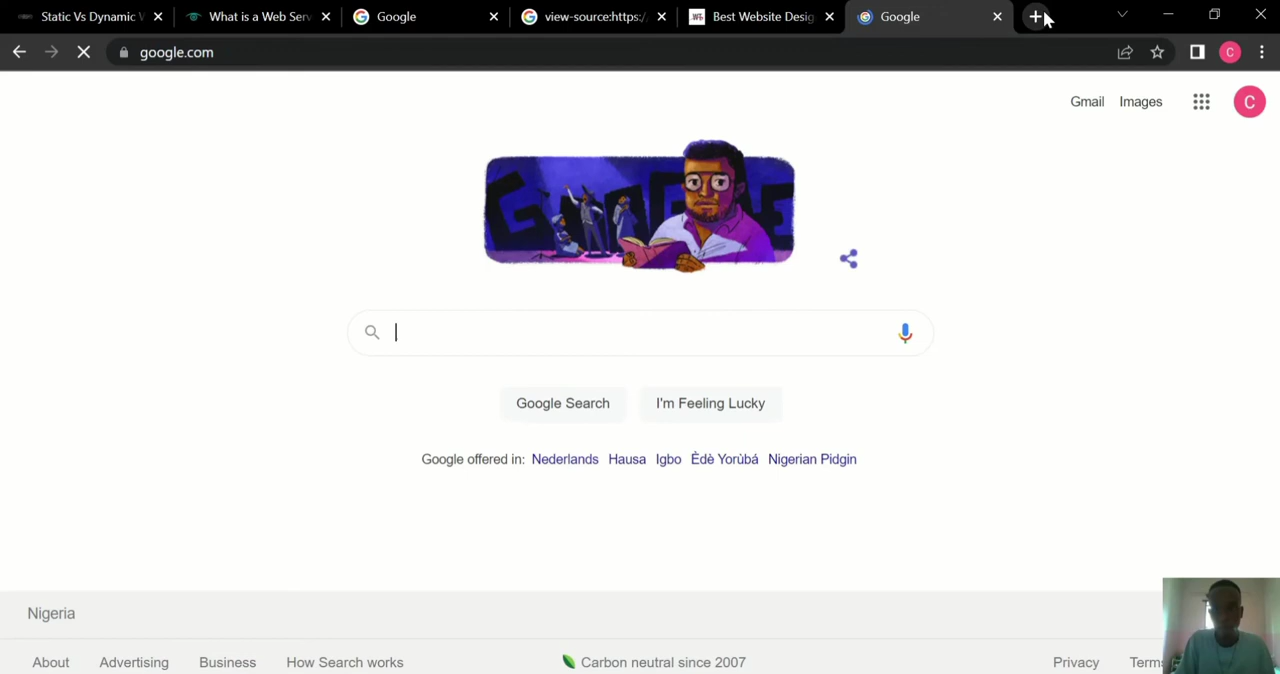 Static Vs Dynamic
What is a Web Serv
Google
view-source:https:/
Best Website Desig
Google
google.com
C
Gmail
Images
C
GOOGLE
Google Search
I'm Feeling Lucky
Google offered in: Nederlands Hausa Igbo Èdè Yorùbá Nigerian Pidgin
Nigeria
About Advertising Business How Search works
Carbon neutral since 2007
Privacy Terms